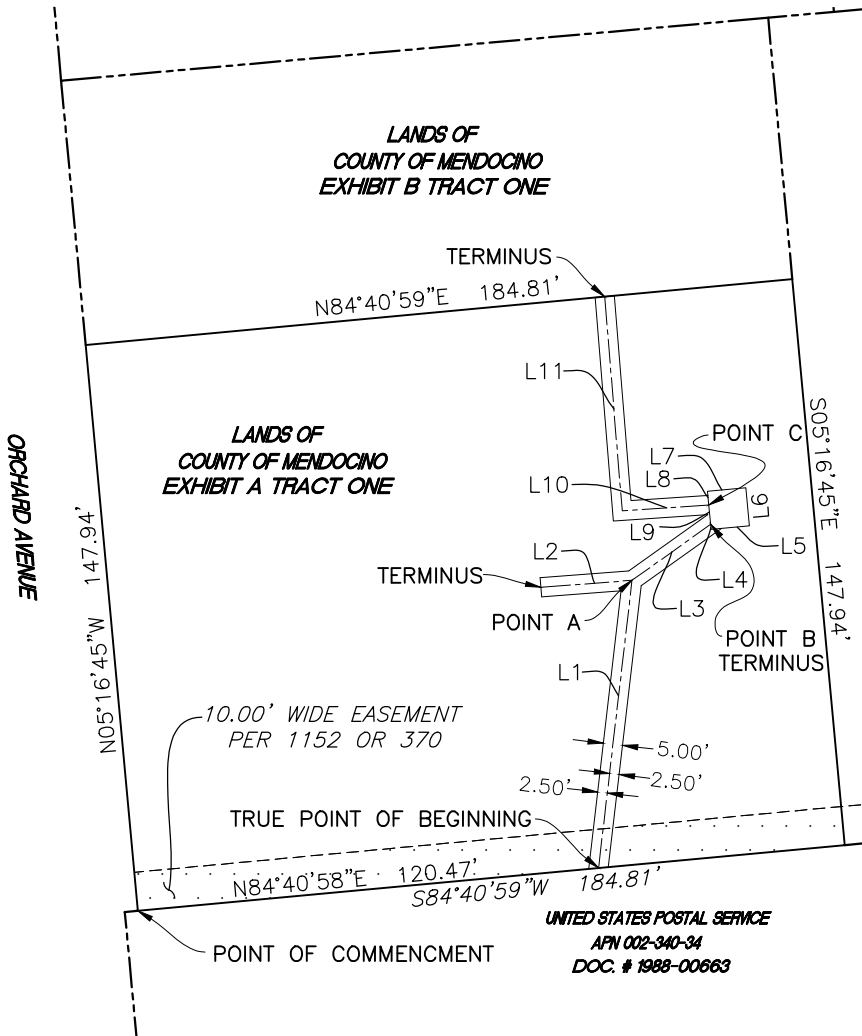 LANDS OF
COUNTY OF MENDOCINO
EXHIBIT B TRACT ONE
TERMINUS
N84°40'59"E 184.81'
L11
S05°16'45"E 147.94'
POINT C
LANDS OF
COUNTY OF MENDOCINO
EXHIBIT A TRACT ONE
L7
L8
L10
L6
ORCHARD AVENUE
L9
L5
L2
L4
TERMINUS
L3
POINT A
POINT B
TERMINUS
N05°16'45"W 147.94'
L1
10.00' WIDE EASEMENT
PER 1152 OR 370
5.00'
2.50'
2.50'
TRUE POINT OF BEGINNING
N84°40'58"E 120.47'
S84°40'59"W 184.81'
UNITED STATES POSTAL SERVICE
APN 002-340-34
DOC. # 1988-00663
POINT OF COMMENCMENT